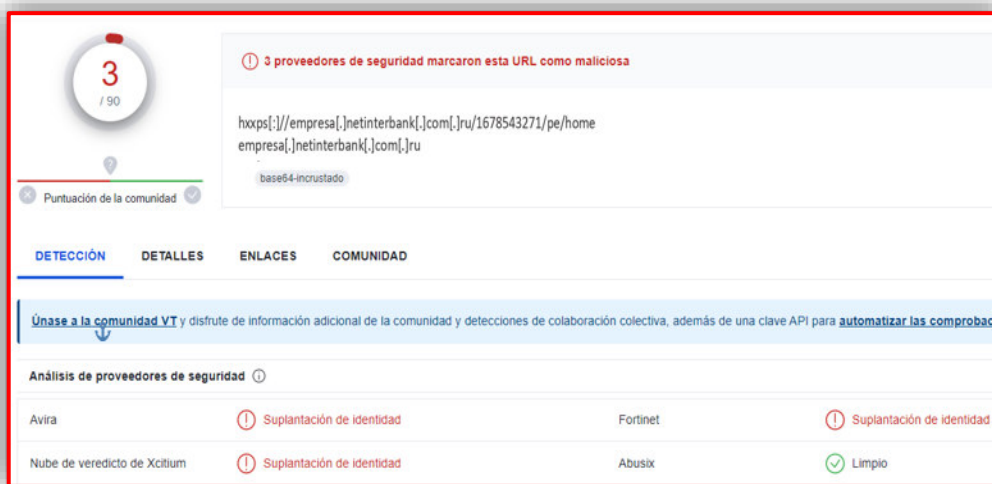 3
/ 90
3 proveedores de seguridad marcaron esta URL como maliciosa
hxxps[:]//empresa[.]netinterbank[.]com[.]ru/1678543271/pe/home
empresa[.]netinterbank[.]com[.]ru
base64-incrustado
?
Puntuación de la comunidad
DETECCIÓN DETALLES ENLACES COMUNIDAD
Únase a la comunidad VT y disfrute de información adicional de la comunidad y detecciones de colaboración colectiva, además de una clave API para automatizar las comprobac
Análisis de proveedores de seguridad
Avira Suplantación de identidad Fortinet Suplantación de identidad
Nube de veredicto de Xcitium Suplantación de identidad Abusix Limpio